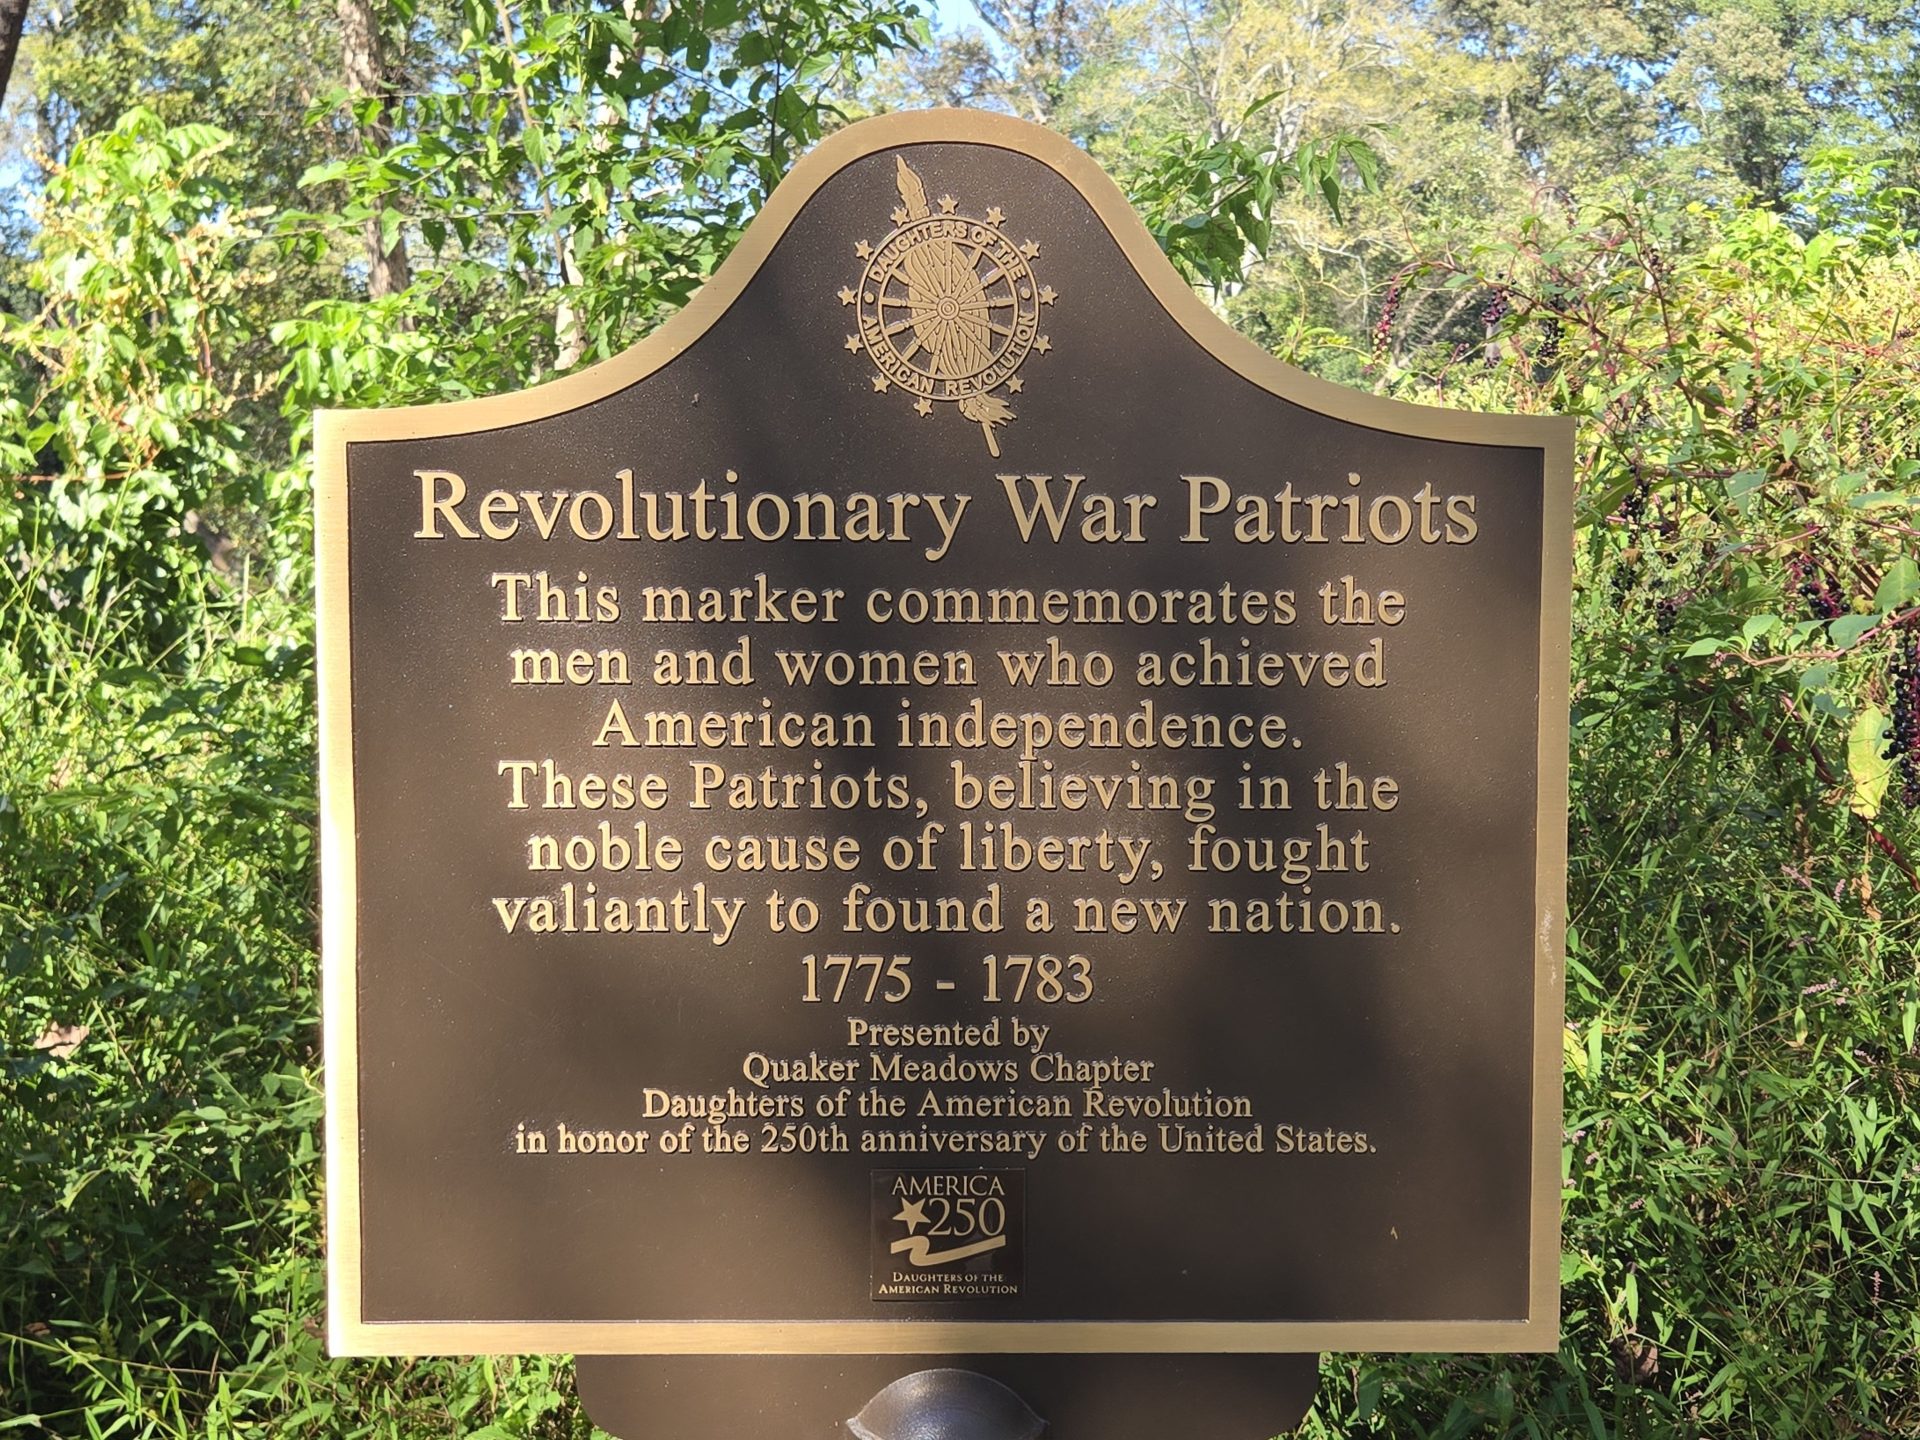 DAUGHTERS OF THE
AMERICAN REVOLUTION
Revolutionary War Patriots
This marker commemorates the
men and women who achieved
American independence.
These Patriots, believing in the
noble cause of liberty, fought
valiantly to found a new nation.
1775 - 1783
Presented by
Quaker Meadows Chapter
Daughters of the American Revolution
in honor of the 250th anniversary of the United States.
AMERICA
250
DAUGHTERS OF THE
AMERICAN REVOLUTION